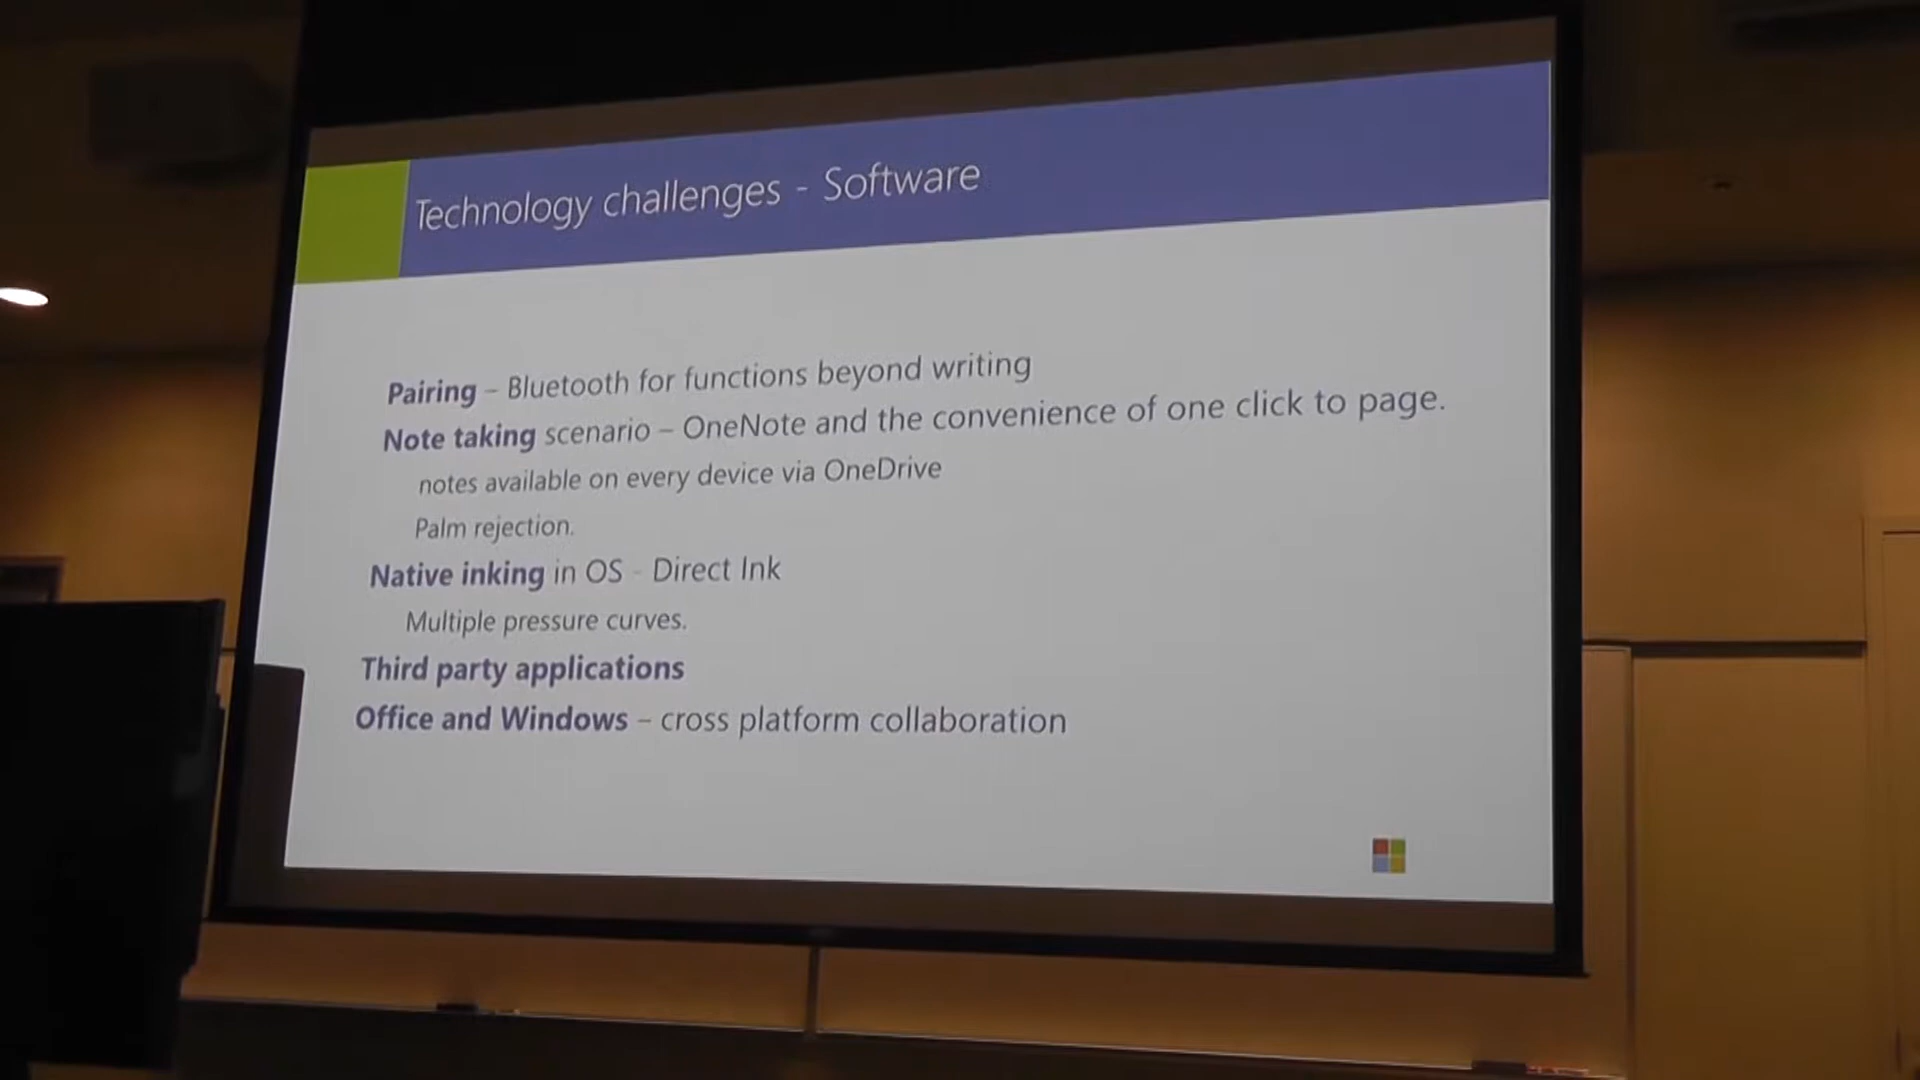 Technology challenges - Software
Pairing – Bluetooth for functions beyond writing
Note taking scenario – OneNote and the convenience of one click to page.
notes available on every device via OneDrive
Palm rejection.
Native inking in OS - Direct Ink
Multiple pressure curves.
Third party applications
Office and Windows – cross platform collaboration